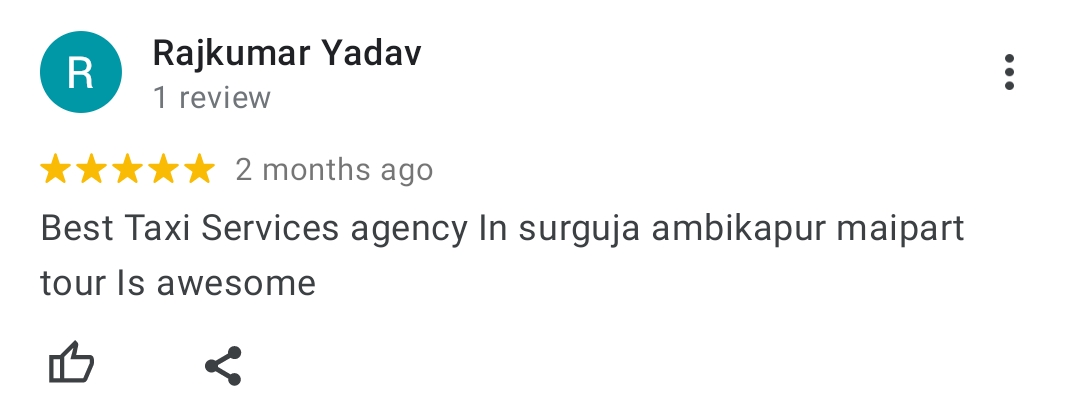 R
Rajkumar Yadav
1 review
2 months ago
Best Taxi Services agency In surguja ambikapur maipart
tour Is awesome